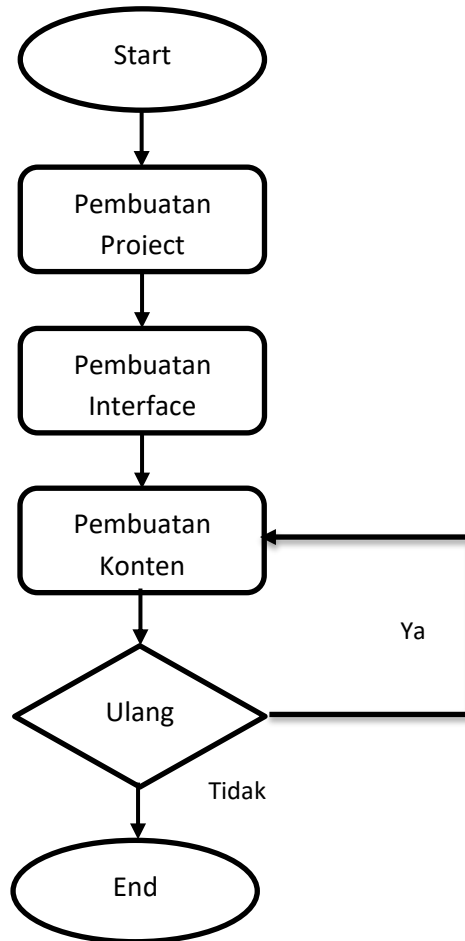 Start
Pembuatan
Project
Pembuatan
Interface
Pembuatan
Konten
Ya
Ulang
Tidak
End